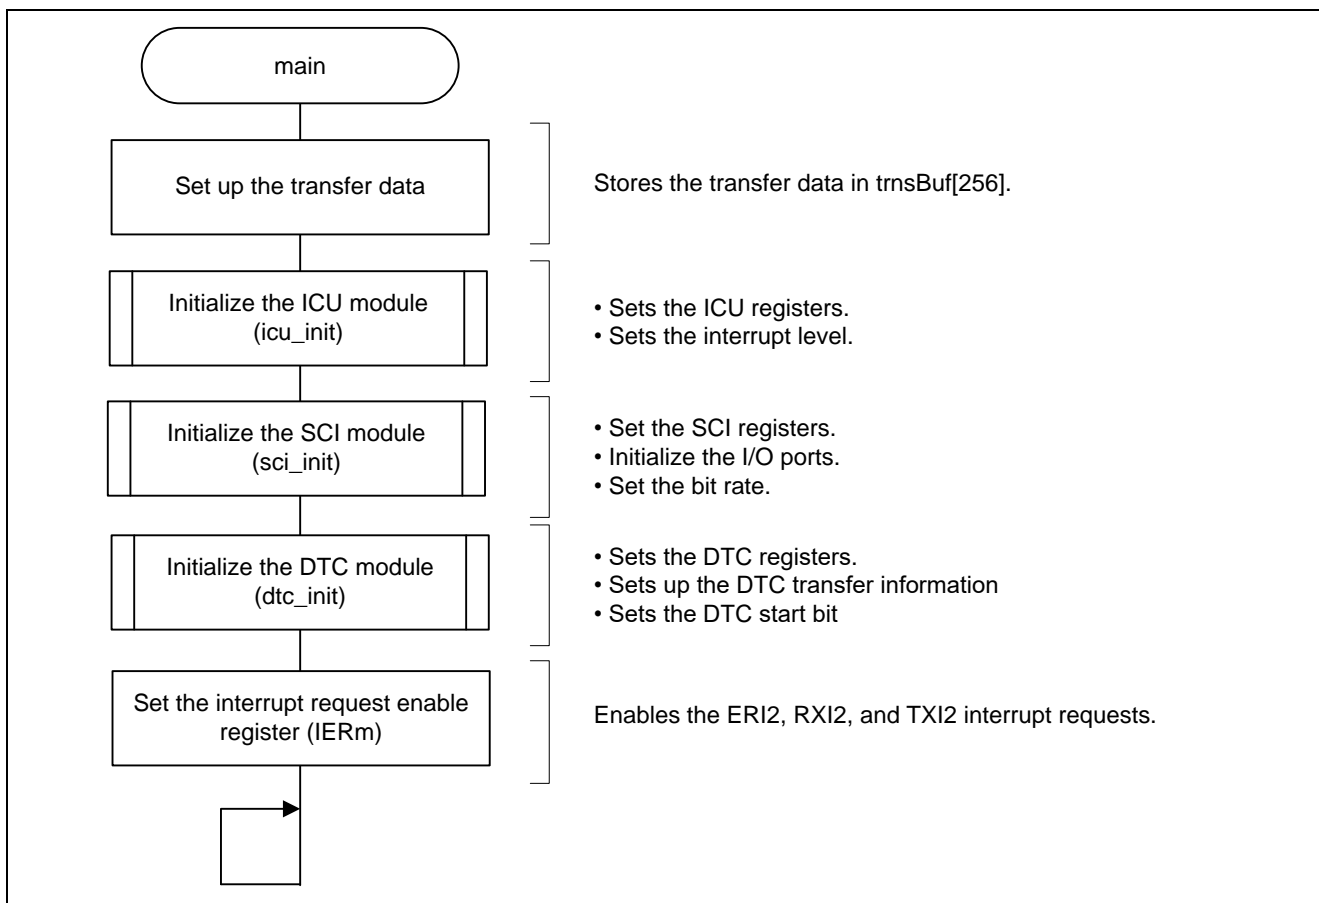 main
Set up the transfer data
Stores the transfer data in trnsBuf[256].
Initialize the ICU module
(icu_init)
• Sets the ICU registers.
• Sets the interrupt level.
Initialize the SCI module
(sci_init)
• Set the SCI registers.
• Initialize the I/O ports.
• Set the bit rate.
Initialize the DTC module
(dtc_init)
• Sets the DTC registers.
• Sets up the DTC transfer information
• Sets the DTC start bit
Set the interrupt request enable
register (IERm)
Enables the ERI2, RXI2, and TXI2 interrupt requests.